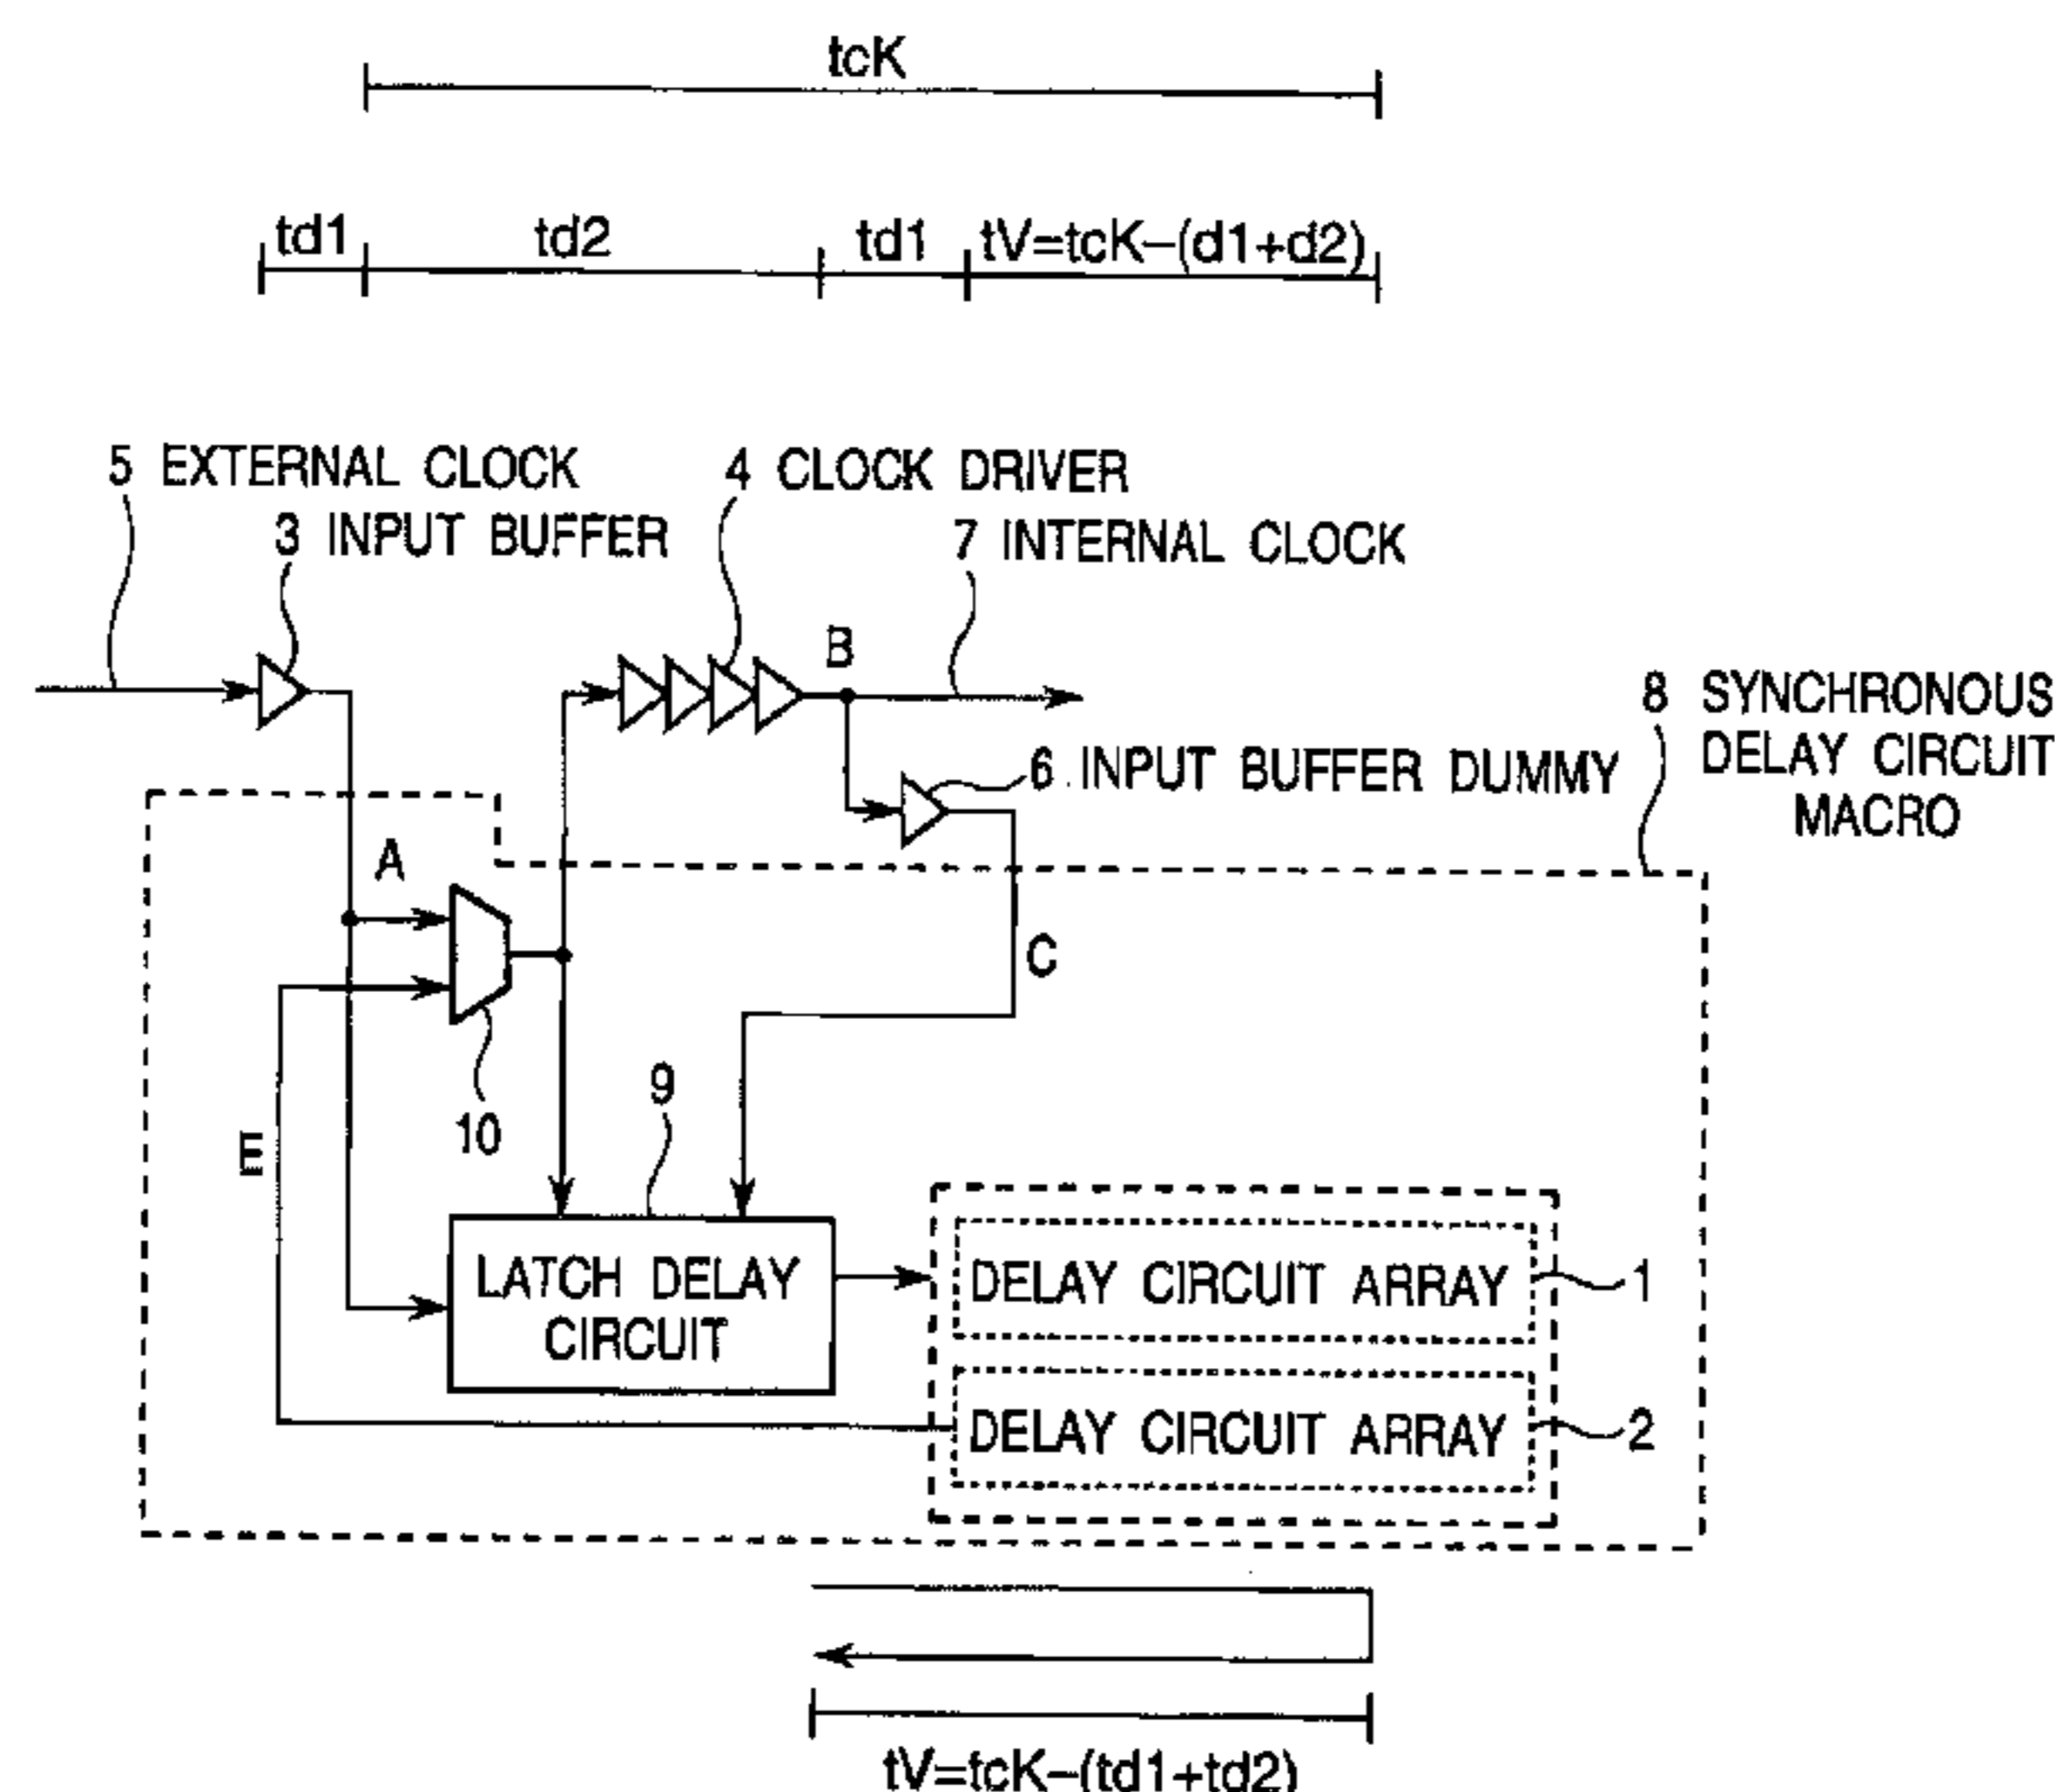 tcK
td1 td2 td1 tV=tcK-(d1+d2)
5 EXTERNAL CLOCK
4 CLOCK DRIVER
3 INPUT BUFFER
7 INTERNAL CLOCK
B
8 SYNCHRONOUS
DELAY CIRCUIT
MACRO
6 INPUT BUFFER DUMMY
A
C
9
10
E
LATCH DELAY
CIRCUIT
DELAY CIRCUIT ARRAY
1
DELAY CIRCUIT ARRAY
2
tV=tcK-(td1+td2)